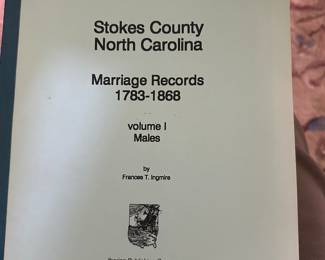 Stokes County
North Carolina
Marriage Records
1783-1868
volume I
Males
by
Frances T. Ingmire